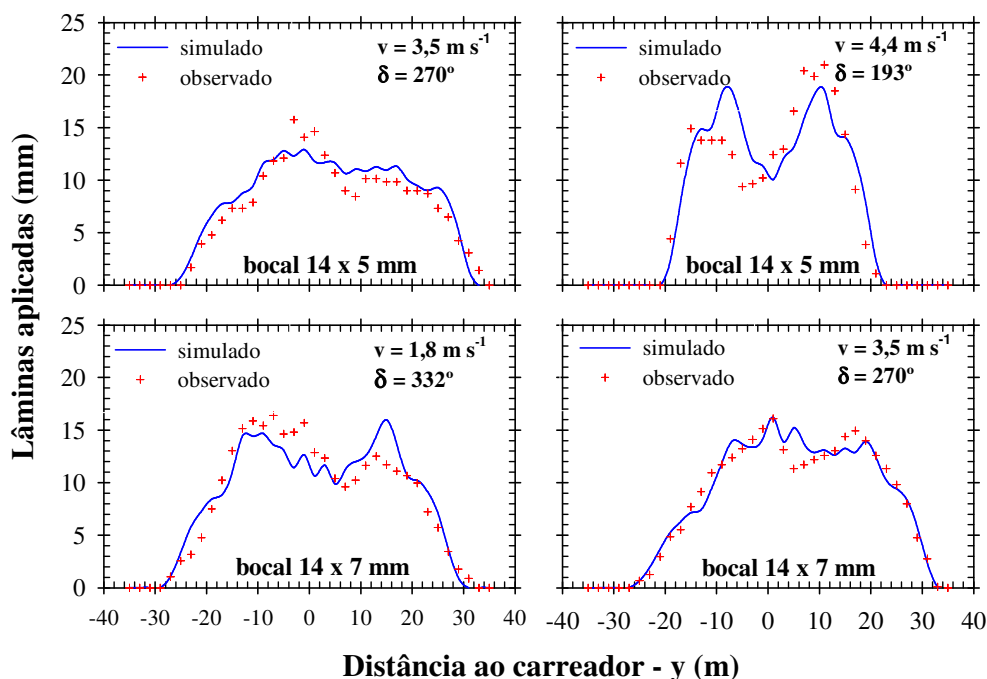 Lâminas aplicadas (mm)
25
20
15
10
5
0
simulado
observado
v = 3,5 m s⁻¹
δ = 270º
bocal 14 x 5 mm
simulado
observado
v = 4,4 m s⁻¹
δ = 193º
bocal 14 x 5 mm
25
20
15
10
5
0
simulado
observado
v = 1,8 m s⁻¹
δ = 332º
bocal 14 x 7 mm
simulado
observado
v = 3,5 m s⁻¹
δ = 270º
bocal 14 x 7 mm
-40 -30 -20 -10 0 10 20 30 40
-40 -30 -20 -10 0 10 20 30 40
Distância ao carreador - y (m)